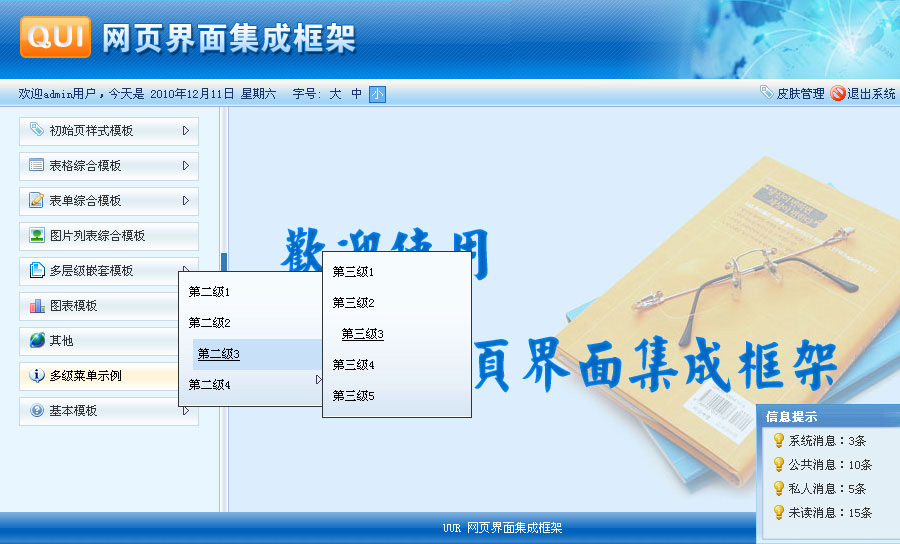 QUI 网页界面集成框架
欢迎admin用户，今天是 2010年12月11日 星期六 字号: 大 中 小 皮肤管理 退出系统
初始页样式模板
表格综合模板
表单综合模板
图片列表综合模板
多层级嵌套模板
图表模板
其他
多级菜单示例
基本模板
第二级1
第二级2
第二级3
第二级4
第三级1
第三级2
第三级3
第三级4
第三级5
歡迎使用
頁界面集成框架
信息提示
系统消息：3条
公共消息：10条
私人消息：5条
未读消息：15条
UUR 网页界面集成框架